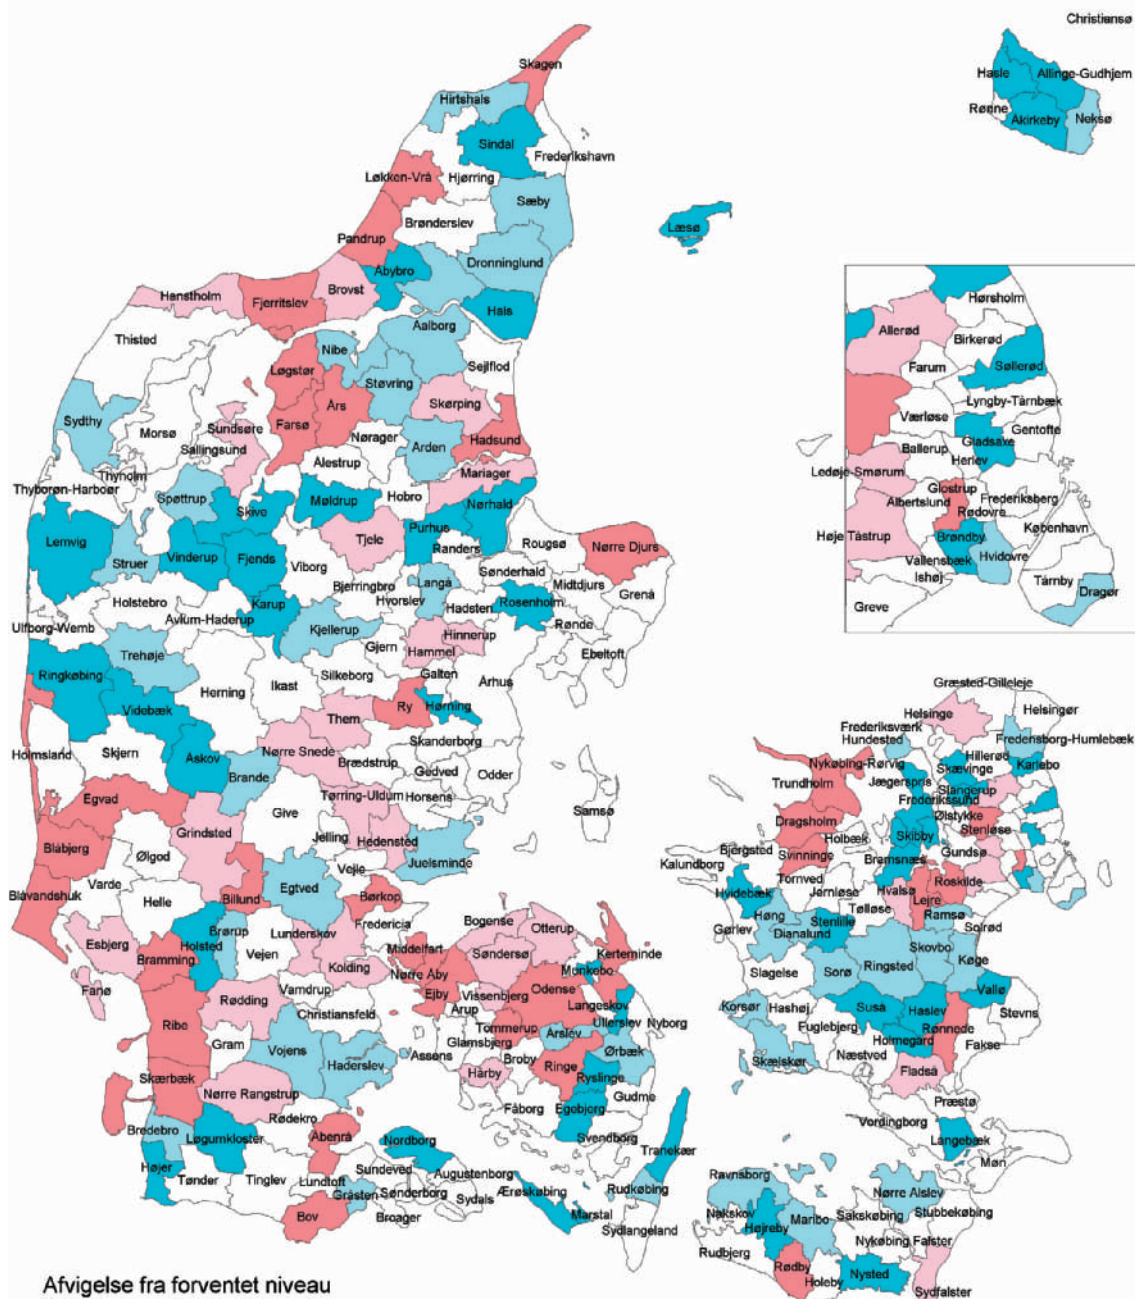 Christiansø
Skagen
Hasle
Allinge-Gudhjem
Hirtshals
Rønne
Åkirkeby
Neksø
Sindal
Frederikshavn
Løkken-Vrå
Hjørring
Sæby
Brønderslev
Læsø
Pandrup
Dronninglund
Åbybro
Hanstholm
Fjerritslev
Brovst
Hals
Hørsholm
Aalborg
Allerød
Thisted
Birkerød
Nibe
Sejlflod
Farum
Søllerød
Løgstør
Støvring
Års
Skørping
Lyngby-Tårnbæk
Værløse
Sydthy
Farsø
Sundsøre
Morsø
Nørager
Hadsund
Gentofte
Gladsaxe
Sallingsund
Arden
Ballerup
Herlev
Ålestrup
Mariager
Ledøje-Smørum
Thyholm
Thyborøn-Harboør
Spøttrup
Møldrup
Hobro
Nørhald
Glostrup
Albertslund
Frederiksberg
Rødovre
Skive
Purhus
København
Lemvig
Tjele
Rougsø
Nørre Djurs
Høje Tåstrup
Brøndby
Vinderup
Fjends
Randers
Struer
Viborg
Sønderhald
Vallensbæk
Hvidovre
Bjerringbro
Langå
Midtdjurs
Ishøj
Tårnby
Dragør
Holstebro
Hvorslev
Grenå
Karup
Hadsten
Rosenholm
Greve
Ulfborg-Wemb
Avlum-Haderup
Kjellerup
Rønde
Hinnerup
Trehøje
Gjern
Hammel
Ebeltoft
Ringkøbing
Silkeborg
Galten
Ikast
Århus
Herning
Græsted-Gilleleje
Videbæk
Ry
Hørning
Helsinge
Helsingør
Them
Frederiksværk
Skjern
Skanderborg
Hundested
Fredensborg-Humlebæk
Holmsland
Nørre Snede
Nykøbing-Rørvig
Hillerød
Askov
Brædstrup
Skævinge
Karlebo
Gedved
Odder
Trundholm
Jægerspris
Brande
Slangerup
Egvad
Tørring-Uldum
Horsens
Samsø
Frederikssund
Give
Ølstykke
Dragsholm
Stenløse
Grindsted
Skibby
Jelling
Hedensted
Holbæk
Blåbjerg
Ølgod
Juelsminde
Bjergsted
Svinninge
Bramsnæs
Gundsø
Vejle
Kalundborg
Varde
Billund
Egtved
Tornved
Jernløse
Hvalsø
Roskilde
Blåvandshuk
Helle
Børkop
Hvidebæk
Lejre
Tølløse
Bogense
Otterup
Høng
Stenlille
Ramsø
Fredericia
Gørlev
Dianalund
Solrød
Esbjerg
Holsted
Brørup
Lunderskov
Middelfart
Kerteminde
Bramming
Vejen
Søndersø
Munkebo
Skovbo
Kolding
Nørre Åby
Slagelse
Sorø
Ringsted
Køge
Odense
Fanø
Vamdrup
Ejby
Vissenbjerg
Langeskov
Vallø
Rødding
Korsør
Hashøj
Suså
Haslev
Christiansfeld
Årup
Ullerslev
Nyborg
Stevns
Ribe
Tommerup
Fuglebjerg
Rønnede
Gram
Glamsbjerg
Årslev
Holmegård
Fakse
Vojens
Assens
Ørbæk
Næstved
Haderslev
Broby
Skælskør
Hårby
Ringe
Ryslinge
Fladså
Skærbæk
Nørre Rangstrup
Gudme
Egebjerg
Præstø
Fåborg
Vordingborg
Bredebro
Rødekro
Svendborg
Langebæk
Løgumkloster
Åbenrå
Nordborg
Tranekær
Højer
Møn
Sundeved
Augustenborg
Ravnsborg
Tønder
Tinglev
Lundtoft
Gråsten
Sønderborg
Ærøskøbing
Rudkøbing
Nørre Alslev
Sydals
Marstal
Nakskov
Maribo
Sakskøbing
Stubbekøbing
Bov
Broager
Sydlangeland
Højreby
Nykøbing Falster
Rudbjerg
Rødby
Holeby
Nysted
Sydfalster
Afvigelse fra forventet niveau